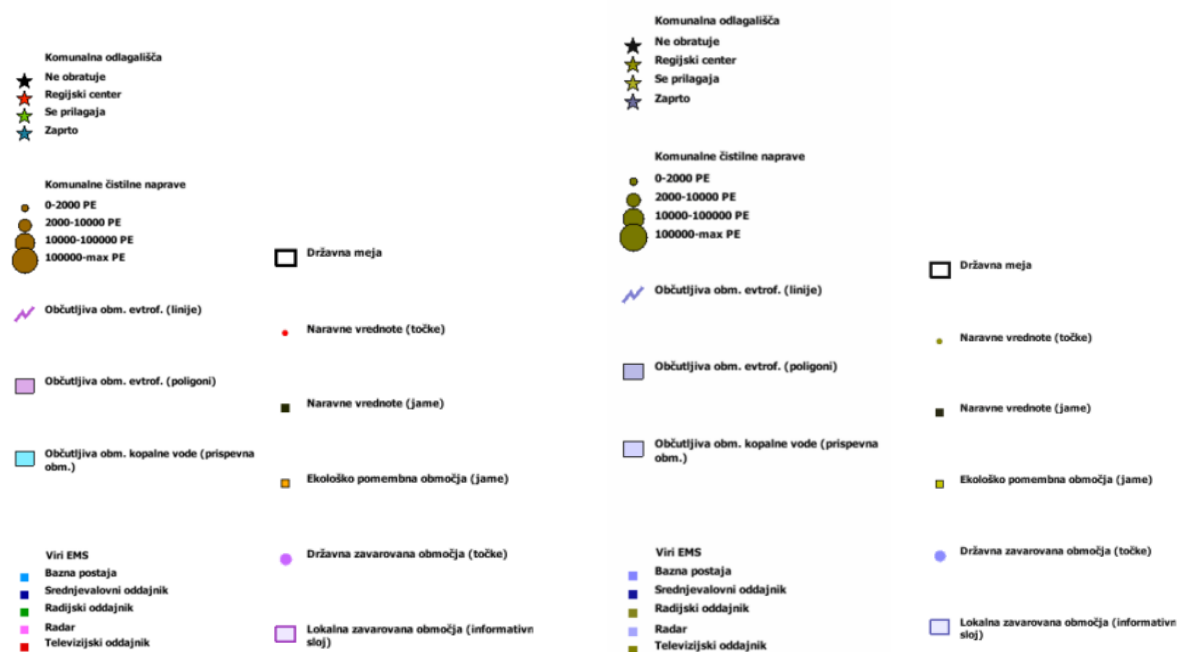 Komunalna odlagališča
Ne obratuje
Regijski center
Se prilagaja
Zaprto
Komunalne čistilne naprave
0-2000 PE
2000-10000 PE
10000-100000 PE
100000-max PE
Občutljiva obm. evtrof. (linije)
Občutljiva obm. evtrof. (poligoni)
Občutljiva obm. kopalne vode (prispevna
obm.)
Viri EMS
Bazna postaja
Srednjevalovni oddajnik
Radijski oddajnik
Radar
Televizijski oddajnik
Državna meja
Naravne vrednote (točke)
Naravne vrednote (jame)
Ekološko pomembna območja (jame)
Državna zavarovana območja (točke)
Lokalna zavarovana območja (informativn
sloj)
Komunalna odlagališča
Ne obratuje
Regijski center
Se prilagaja
Zaprto
Komunalne čistilne naprave
0-2000 PE
2000-10000 PE
10000-100000 PE
100000-max PE
Občutljiva obm. evtrof. (linije)
Občutljiva obm. evtrof. (poligoni)
Občutljiva obm. kopalne vode (prispevna
obm.)
Viri EMS
Bazna postaja
Srednjevalovni oddajnik
Radijski oddajnik
Radar
Televizijski oddajnik
Državna meja
Naravne vrednote (točke)
Naravne vrednote (jame)
Ekološko pomembna območja (jame)
Državna zavarovana območja (točke)
Lokalna zavarovana območja (informativn
sloj)